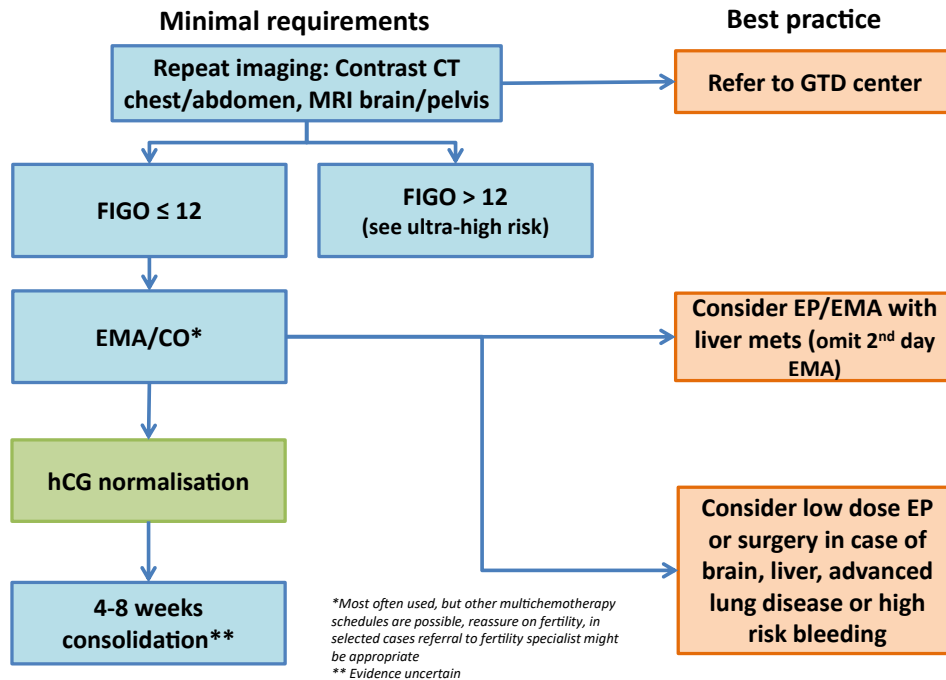 Minimal requirements
Best practice
Repeat imaging: Contrast CT
chest/abdomen, MRI brain/pelvis
Refer to GTD center
FIGO ≤ 12
FIGO > 12
(see ultra-high risk)
EMA/CO*
Consider EP/EMA with
liver mets (omit 2nd day
EMA)
hCG normalisation
Consider low dose EP
or surgery in case of
brain, liver, advanced
lung disease or high
risk bleeding
4-8 weeks
consolidation**
*Most often used, but other multichemotherapy
schedules are possible, reassure on fertility, in
selected cases referral to fertility specialist might
be appropriate
** Evidence uncertain